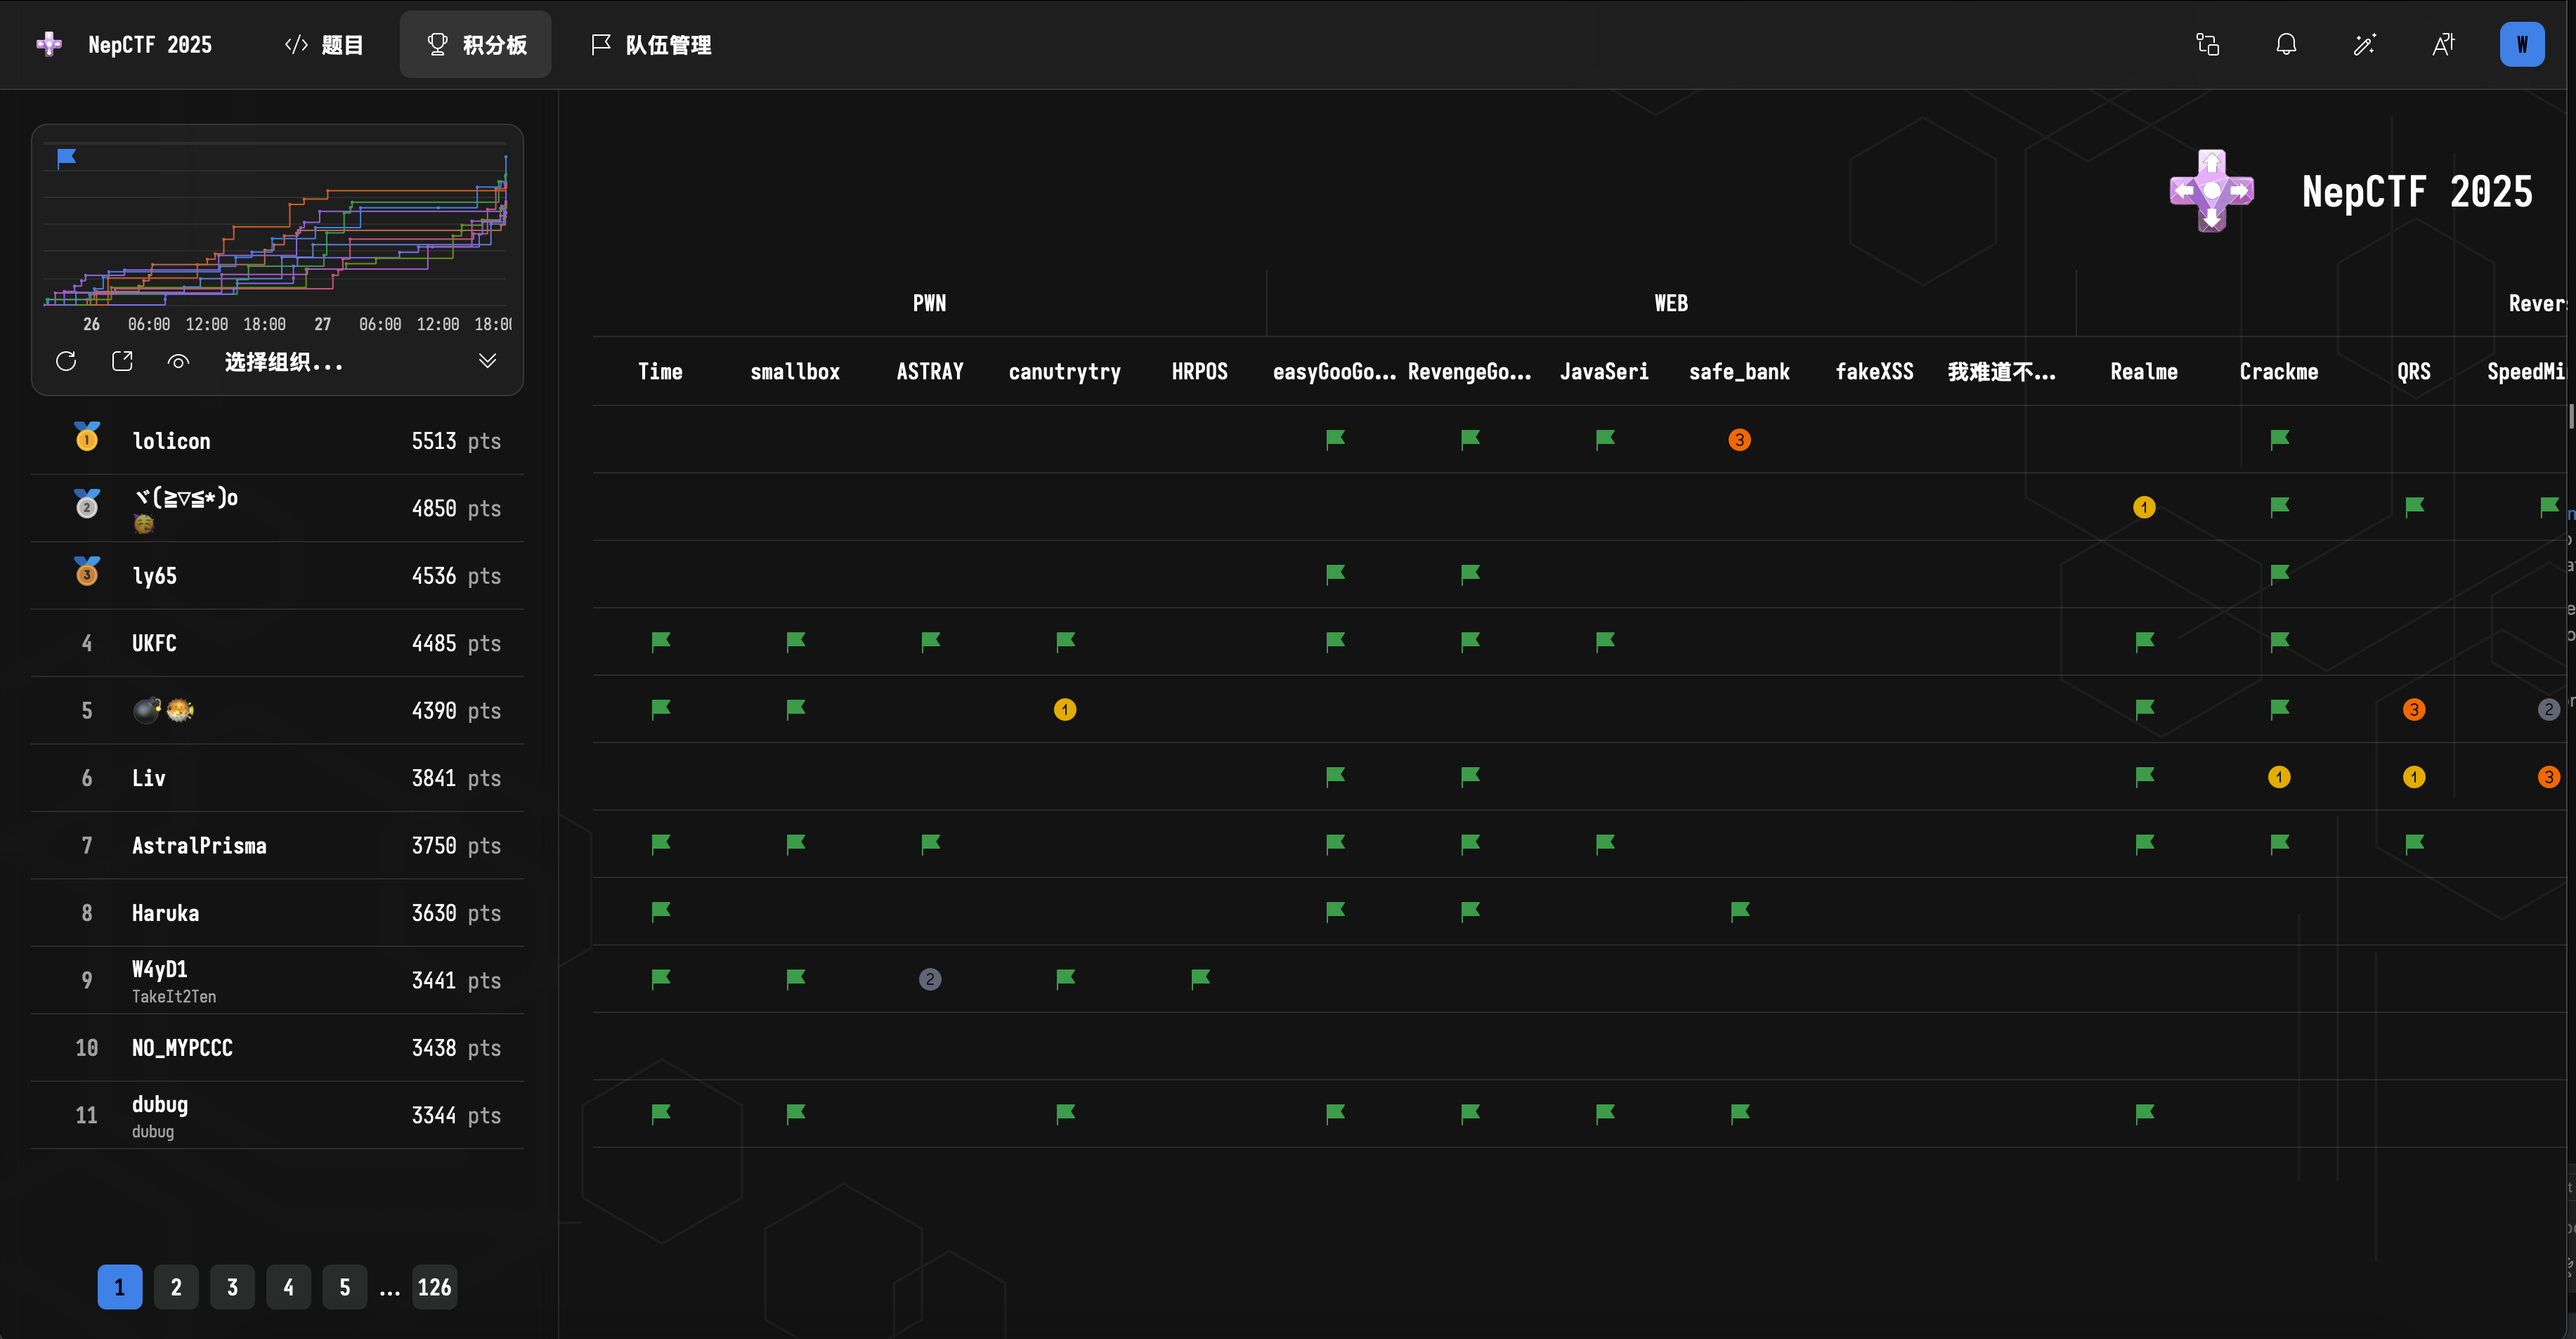 NepCTF 2025
题目
积分板
队伍管理
W
26 06:00 12:00 18:00 27 06:00 12:00
选择组织...
1 lolicon 5513 pts
2 ヾ(≧▽≦*)o 4850 pts
3 ly65 4536 pts
4 UKFC 4485 pts
5 4390 pts
6 Liv 3841 pts
7 AstralPrisma 3750 pts
8 Haruka 3630 pts
9 W4yD1 3441 pts
TakeIt2Ten
10 NO_MYPCCC 3438 pts
11 dubug 3344 pts
dubug
1 2 3 4 5 ... 126
NepCTF 2025
PWN WEB Rever
Time smallbox ASTRAY canutrytry HRPOS easyGooGo... RevengeGo... JavaSeri safe_bank fakeXSS 我难道不... Realme Crackme QRS SpeedMi
3
1
1 3 2
1 1 3
2